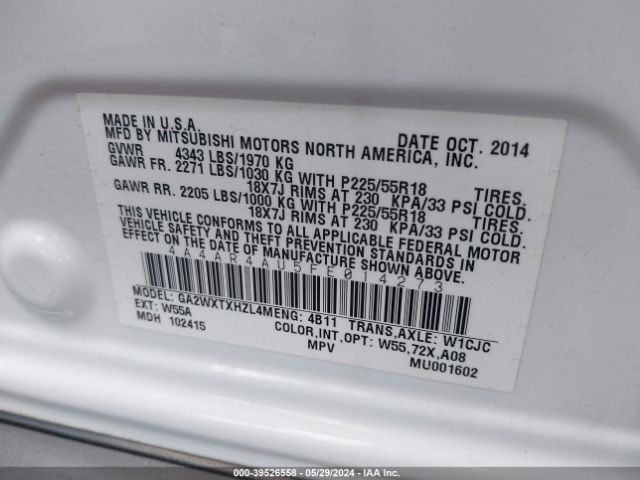 MADE IN U.S.A. DATE OCT. 2014
MFD BY MITSUBISHI MOTORS NORTH AMERICA, INC.
GVWR 4343 LBS/1970 KG
GAWR FR. 2271 LBS/1030 KG WITH P225/55R18 TIRES.
18X7J RIMS AT 230 KPA/33 PSI COLD.
GAWR RR. 2205 LBS/1000 KG WITH P225/55R18 TIRES.
18X7J RIMS AT 230 KPA/33 PSI COLD.
THIS VEHICLE CONFORMS TO ALL APPLICABLE FEDERAL MOTOR
VEHICLE SAFETY AND THEFT PREVENTION STANDARDS IN
EFFECT ON THE DATE OF MANUFACTURE SHOWN ABOVE.
4A4AR4AU5FE014273
MODEL: GA2WXTXHZL4MENG: 4B11 TRANS,AXLE: W1CJC
EXT: W55A COLOR,INT,OPT: W55,72X,A08
MDH 102415 MPV MU001602
000-39526558 - 05/29/2024 - IAA Inc.